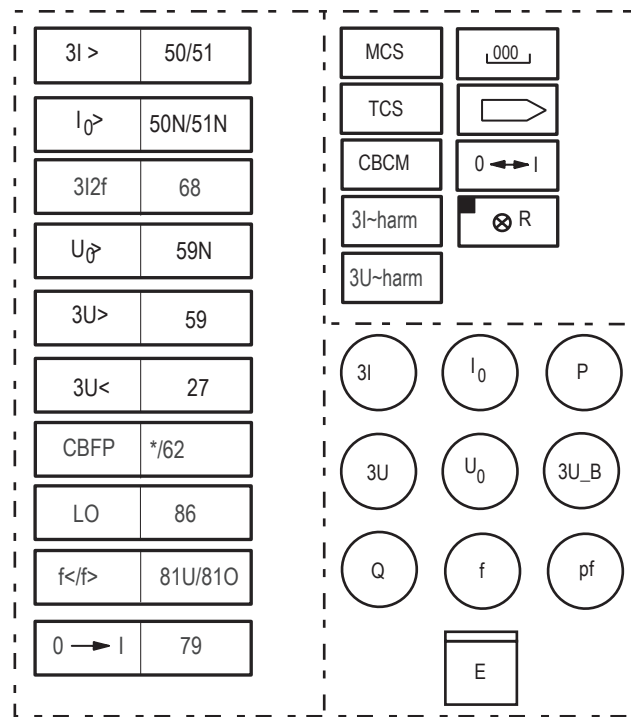 3I > 50/51
I0> 50N/51N
3I2f 68
U0> 59N
3U> 59
3U< 27
CBFP */62
LO 86
f</f> 81U/81O
0 → I 79
MCS 000
TCS
CBCM 0 ↔ I
3I~harm ⊗ R
3U~harm
3I I0 P
3U U0 3U_B
Q f pf
E